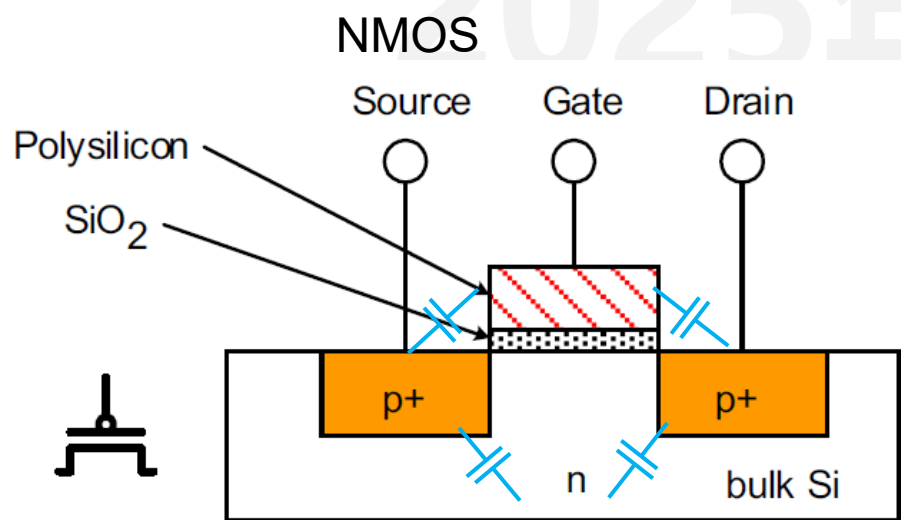 NMOS
Source
Gate
Drain
Polysilicon
SiO2
p+
p+
n
bulk Si